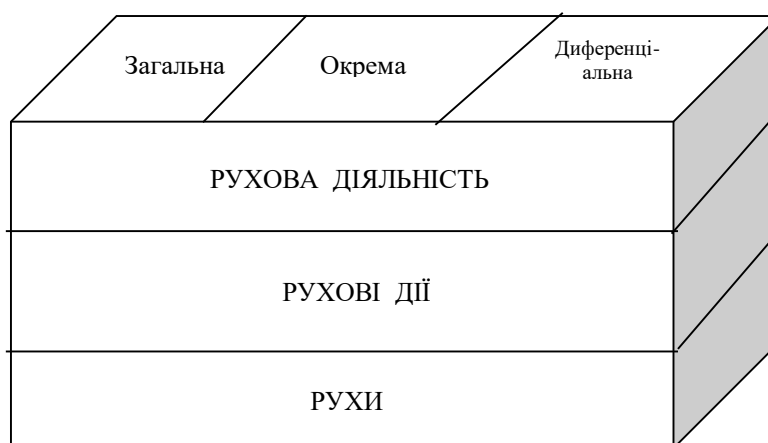 Загальна Окрема Диференці-
альна
РУХОВА ДІЯЛЬНІСТЬ
РУХОВІ ДІЇ
РУХИ